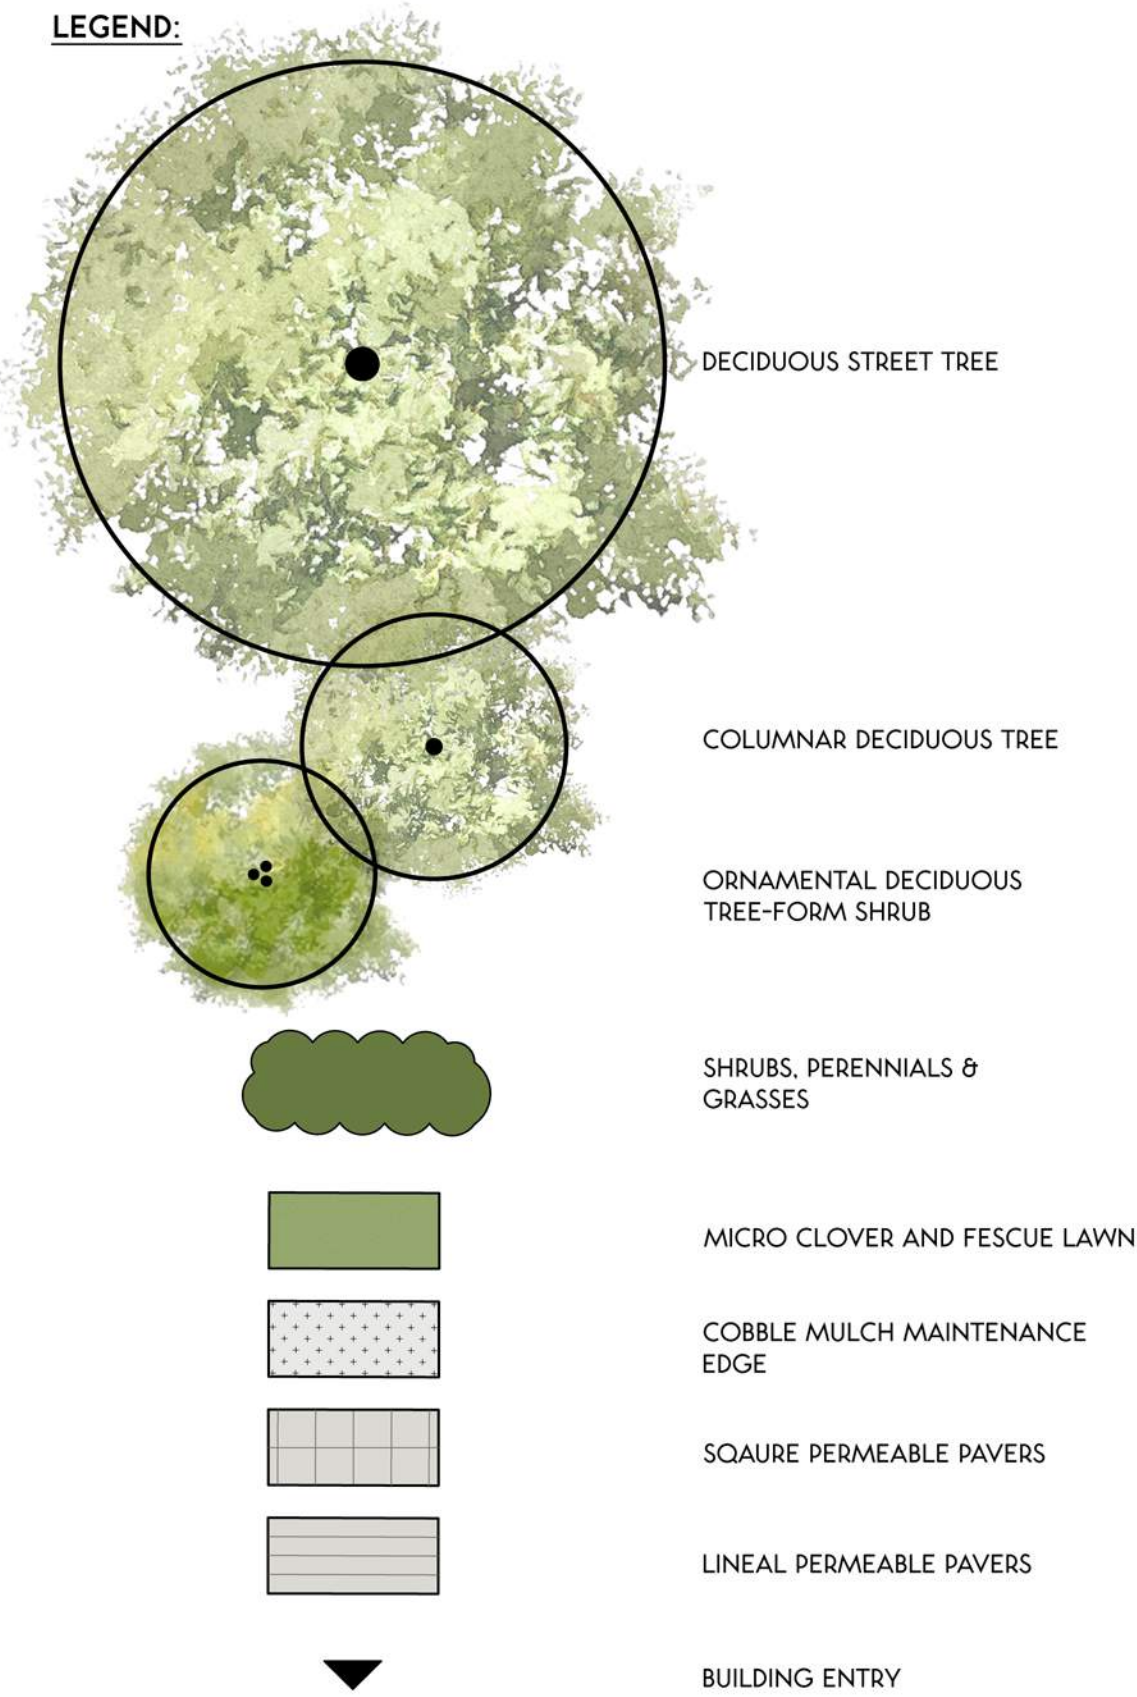 LEGEND:
DECIDUOUS STREET TREE
COLUMNAR DECIDUOUS TREE
ORNAMENTAL DECIDUOUS
TREE-FORM SHRUB
SHRUBS, PERENNIALS &
GRASSES
MICRO CLOVER AND FESCUE LAWN
COBBLE MULCH MAINTENANCE
EDGE
SQAURE PERMEABLE PAVERS
LINEAL PERMEABLE PAVERS
BUILDING ENTRY